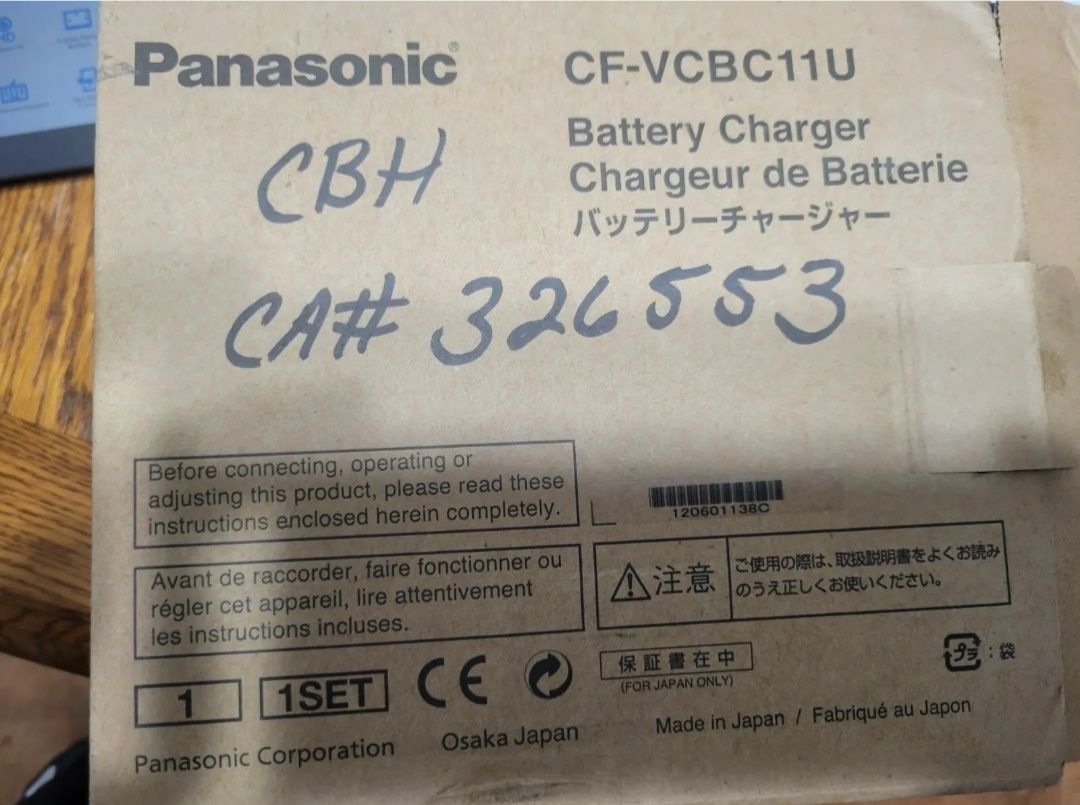 Panasonic®
CF-VCBC11U
Battery Charger
Chargeur de Batterie
バッテリーチャージャー
CBH
CA# 326553
Before connecting, operating or
adjusting this product, please read these
instructions enclosed herein completely.
120601138C
Avant de raccorder, faire fonctionner ou
régler cet appareil, lire attentivement
les instructions incluses.
注意
ご使用の際は、取扱説明書をよくお読み
のうえ正しくお使いください。
保証書在中
(FOR JAPAN ONLY)
プラ:袋
1
1SET
CE
Made in Japan / Fabriqué au Japon
Panasonic Corporation
Osaka Japan